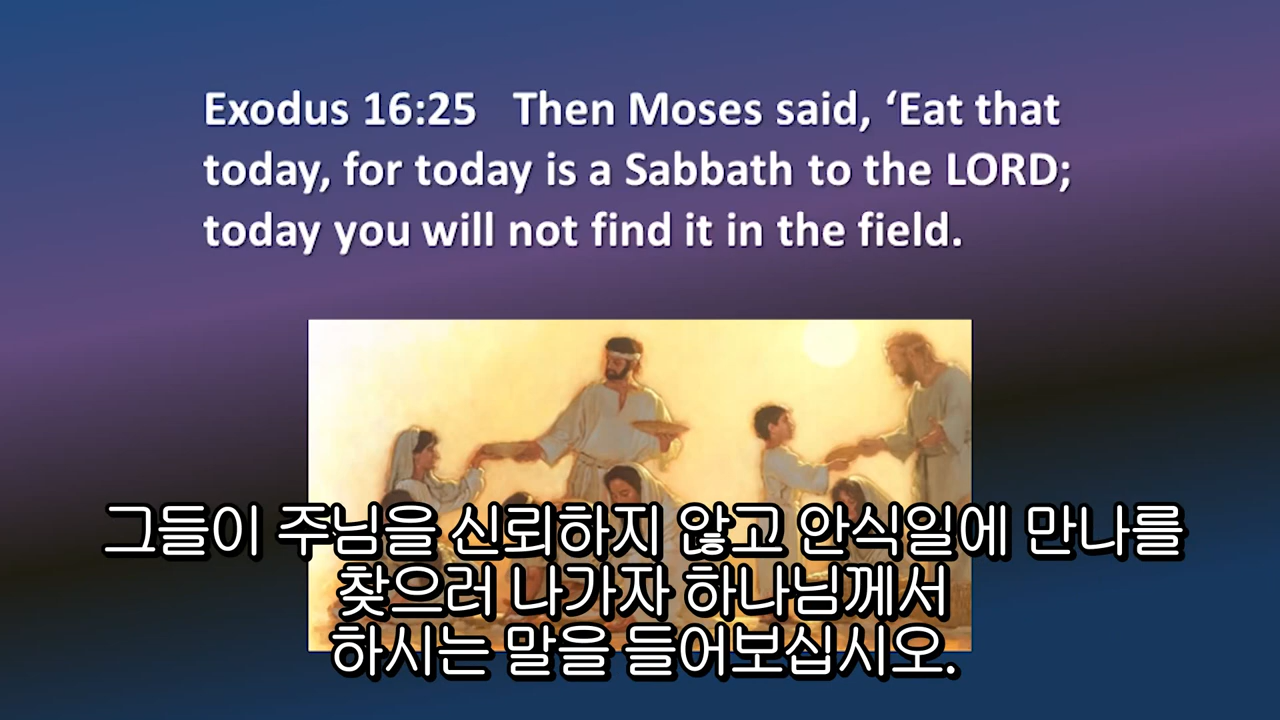 Exodus 16:25 Then Moses said, ‘Eat that
today, for today is a Sabbath to the LORD;
today you will not find it in the field.
그들이 주님을 신뢰하지 않고 안식일에 만나를
찾으러 나가자 하나님께서
하시는 말을 들어보십시오.